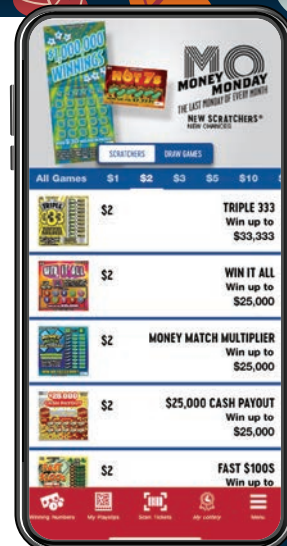 $1,000,000
WINNINGS
HOT 7s
MO
MONEY
MONDAY
THE LAST MONDAY OF EVERY MONTH
NEW SCRATCHERS®
NEW CHANCES
SCRATCHERS DRAW GAMES
All Games $1 $2 $3 $5 $10
$2 TRIPLE 333
Win up to
$33,333
$2 WIN IT ALL
Win up to
$25,000
$2 MONEY MATCH MULTIPLIER
Win up to
$25,000
$2 $25,000 CASH PAYOUT
Win up to
$25,000
$2 FAST $100S
Win up to
Winning Numbers My Playslips Scan Tickets My Lottery Menu